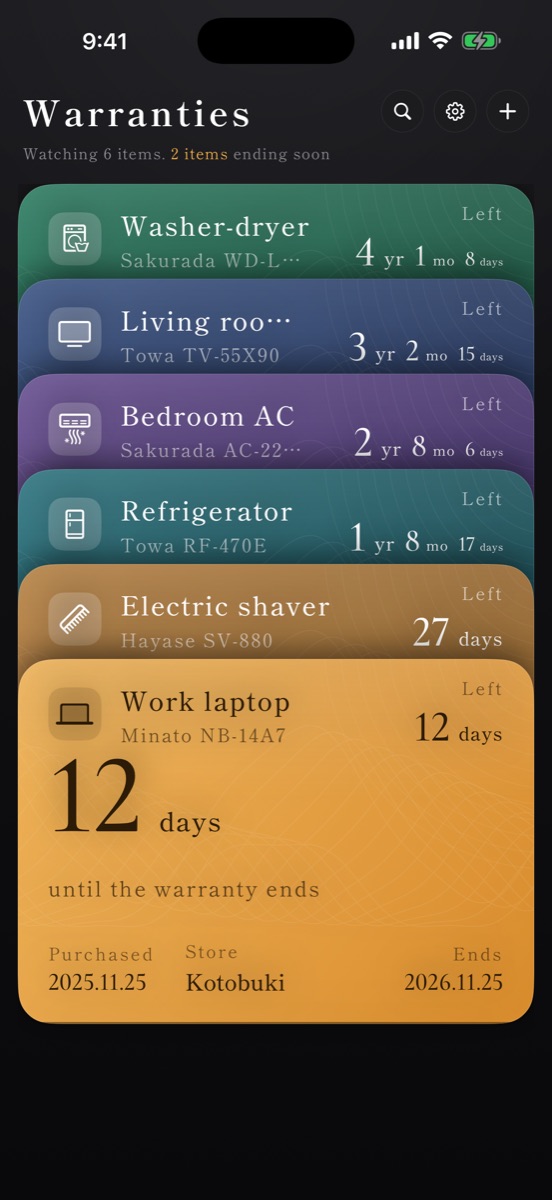 9:41
Warranties
Watching 6 items. 2 items ending soon
Left
Washer-dryer
Sakurada WD-L…
4 yr 1 mo 8 days
Left
Living roo…
Towa TV-55X90
3 yr 2 mo 15 days
Left
Bedroom AC
Sakurada AC-22…
2 yr 8 mo 6 days
Left
Refrigerator
Towa RF-470E
1 yr 8 mo 17 days
Left
Electric shaver
Hayase SV-880
27 days
Left
Work laptop
Minato NB-14A7
12 days
12 days
until the warranty ends
Purchased
2025.11.25
Store
Kotobuki
Ends
2026.11.25